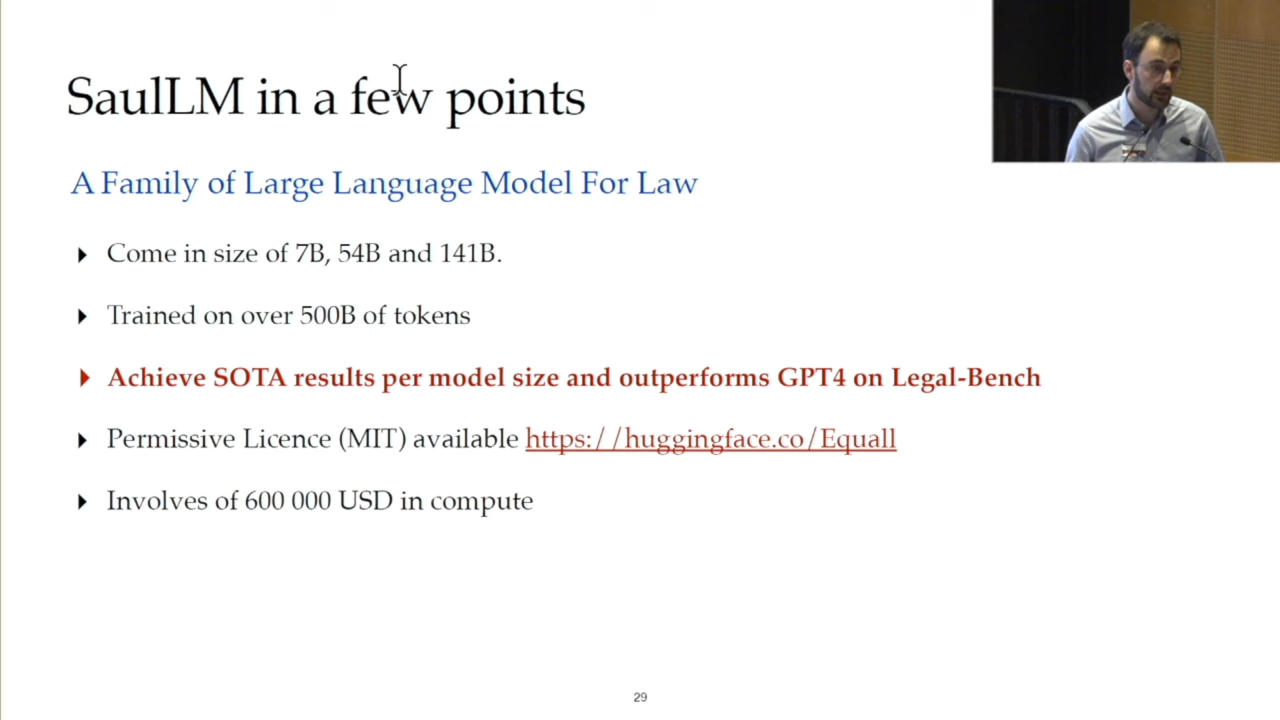 SaulLM in a few points
A Family of Large Language Model For Law
Come in size of 7B, 54B and 141B.
Trained on over 500B of tokens
Achieve SOTA results per model size and outperforms GPT4 on Legal-Bench
Permissive Licence (MIT) available https://huggingface.co/Equall
Involves of 600 000 USD in compute
29